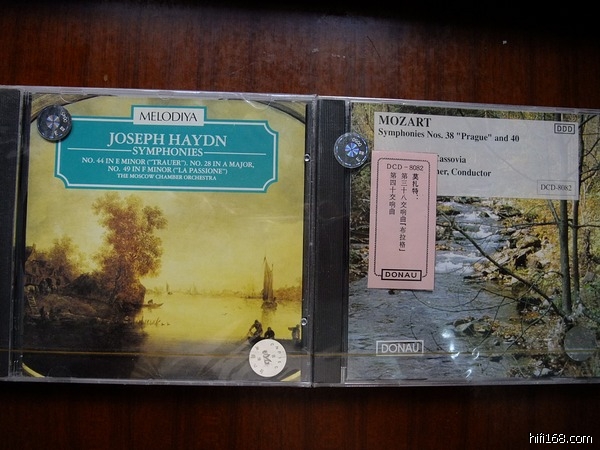 MELODIYA
JOSEPH HAYDN
SYMPHONIES
NO. 44 IN E MINOR ("TRAUER"), NO. 28 IN A MAJOR,
NO. 49 IN F MINOR ("LA PASSIONE")
THE MOSCOW CHAMBER ORCHESTRA
MOZART
DDD
Symphonies Nos. 38 "Prague" and 40
Cassovia
Conductor
DCD-8082
DCD-8082
莫扎特：
第三十八交响曲「布拉格」
第四十交响曲
DONAU
DONAU
hifi168.com